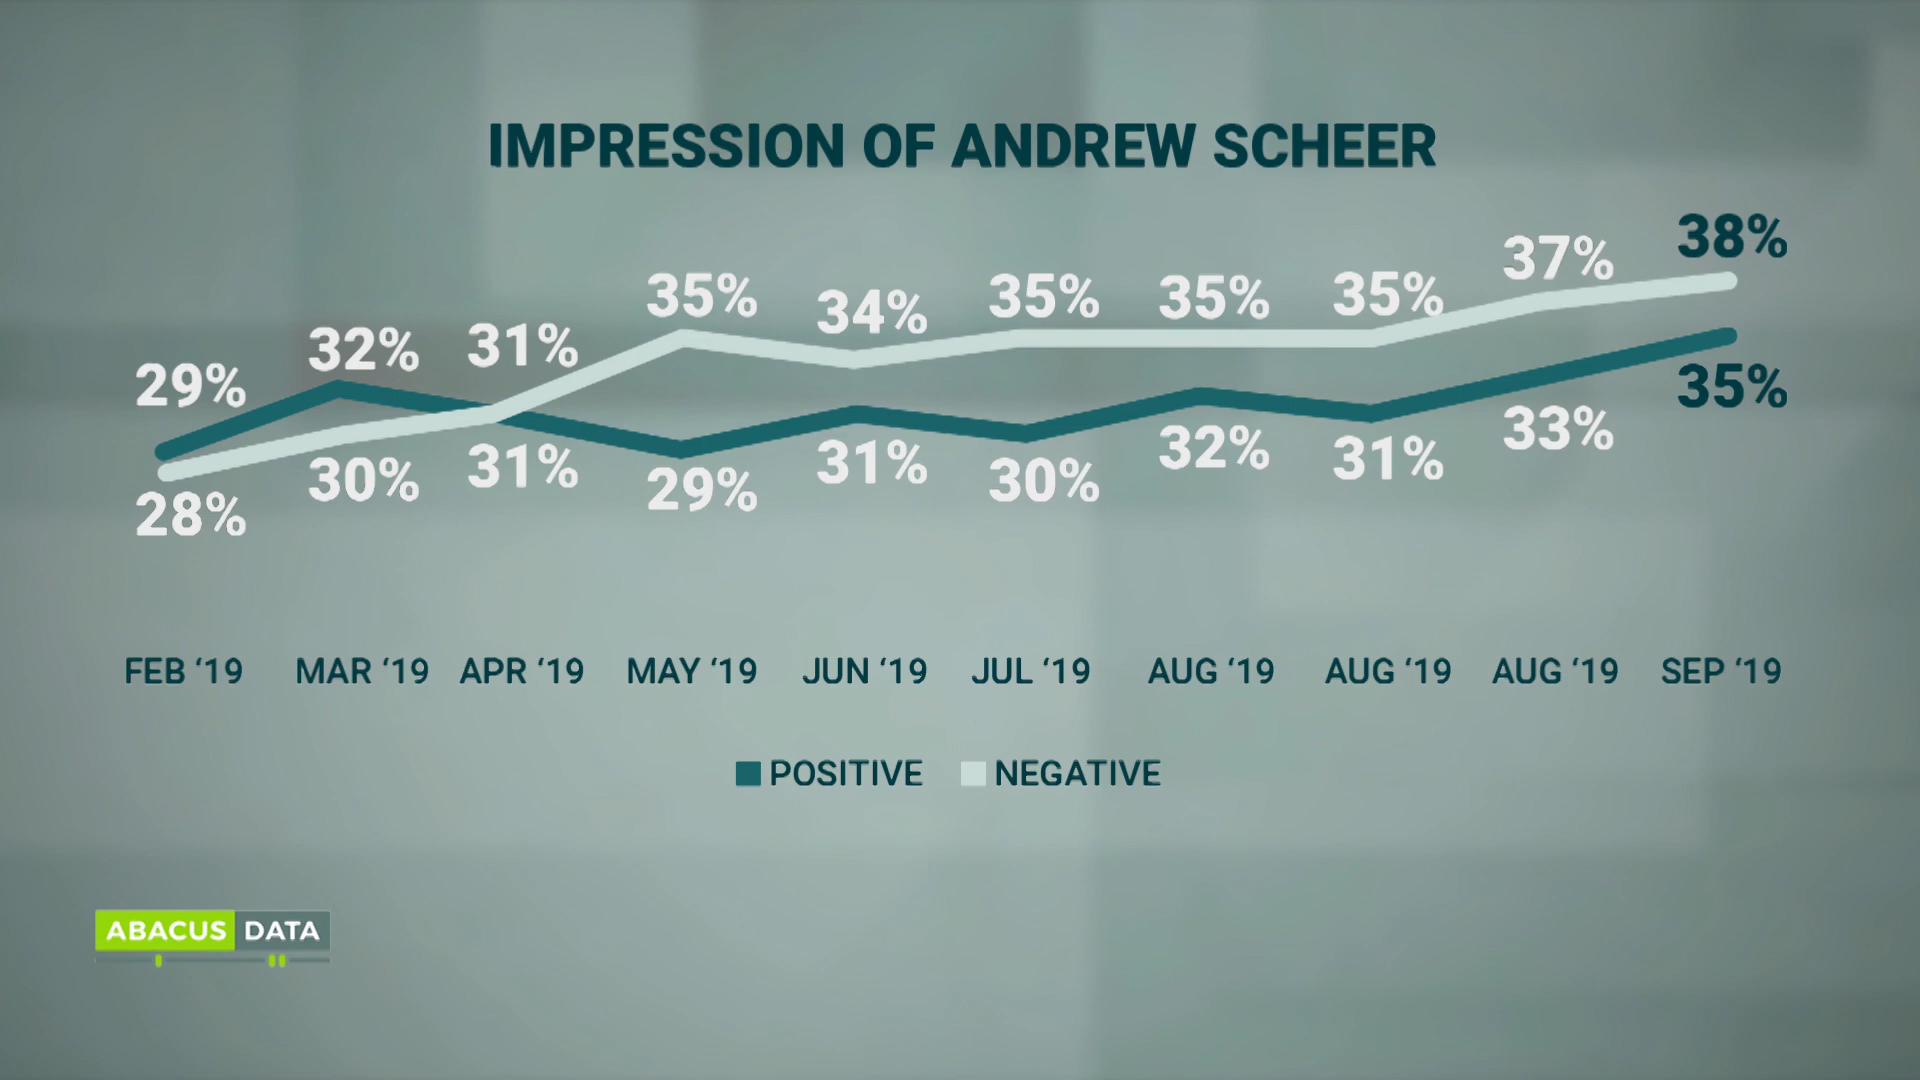 IMPRESSION OF ANDREW SCHEER
29% 32% 31% 35% 34% 35% 35% 35% 37% 38%
28% 30% 31% 29% 31% 30% 32% 31% 33% 35%
FEB ‘19 MAR ‘19 APR ‘19 MAY ‘19 JUN ‘19 JUL ‘19 AUG ‘19 AUG ‘19 AUG ‘19 SEP ‘19
POSITIVE NEGATIVE
ABACUS DATA